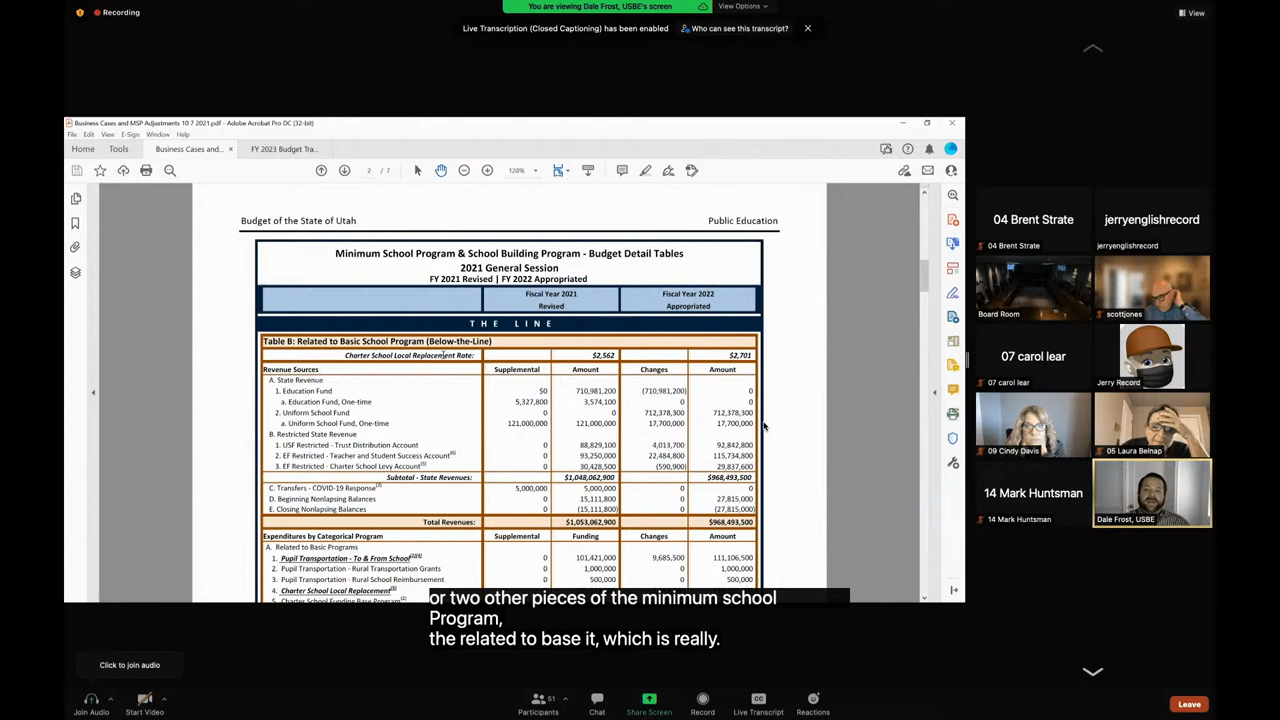 Recording
You are viewing Dale Frost, USBE's screen
View Options
View
Live Transcription (Closed Captioning) has been enabled
Who can see this transcript?
Business Cases and MSP Adjustments 10 7 2021.pdf - Adobe Acrobat Pro DC (32-bit)
File Edit View E-Sign Window Help
Home Tools Business Cases and... × FY 2023 Budget Tra...
2 / 7 128%
Budget of the State of Utah Public Education
Minimum School Program & School Building Program - Budget Detail Tables
2021 General Session
FY 2021 Revised | FY 2022 Appropriated
Fiscal Year 2021 Fiscal Year 2022
Revised Appropriated
THE LINE
Table B: Related to Basic School Program (Below-the-Line)
Charter School Local Replacement Rate: $2,562 $2,701
Revenue Sources Supplemental Amount Changes Amount
A. State Revenue
1. Education Fund $0 710,981,200 (710,981,200) 0
a. Education Fund, One-time 5,327,800 3,574,100 0 0
2. Uniform School Fund 0 0 712,378,300 712,378,300
a. Uniform School Fund, One-time 121,000,000 121,000,000 17,700,000 17,700,000
B. Restricted State Revenue
1. USF Restricted - Trust Distribution Account 0 88,829,100 4,013,700 92,842,800
2. EF Restricted - Teacher and Student Success Account(4) 0 93,250,000 22,484,800 115,734,800
3. EF Restricted - Charter School Levy Account(5) 0 30,428,500 (590,900) 29,837,600
Subtotal - State Revenues: $1,048,062,900 $968,493,500
C. Transfers - COVID-19 Response(2) 5,000,000 5,000,000 0 0
D. Beginning Nonlapsing Balances 0 15,111,800 27,815,000
E. Closing Nonlapsing Balances 0 (15,111,800) (27,815,000)
Total Revenues: $1,053,062,900 $968,493,500
Expenditures by Categorical Program Supplemental Funding Changes Amount
A. Related to Basic Programs
1. Pupil Transportation - To & From School 0 101,421,000 9,685,500 111,106,500
2. Pupil Transportation - Rural Transportation Grants 0 1,000,000 0 1,000,000
3. Pupil Transportation - Rural School Reimbursement 0 500,000 0 500,000
4. Charter School Local Replacement
5. Charter School Funding Base Program
or two other pieces of the minimum school
Program,
the related to base it, which is really.
04 Brent Strate
04 Brent Strate
jerryenglishrecord
jerryenglishrecord
Board Room
scottjones
07 carol lear
07 carol lear
Jerry Record
09 Cindy Davis
05 Laura Belnap
14 Mark Huntsman
14 Mark Huntsman
Dale Frost, USBE
Click to join audio
Join Audio
Start Video
61
Participants
Chat
Share Screen
Record
Live Transcript
Reactions
Leave